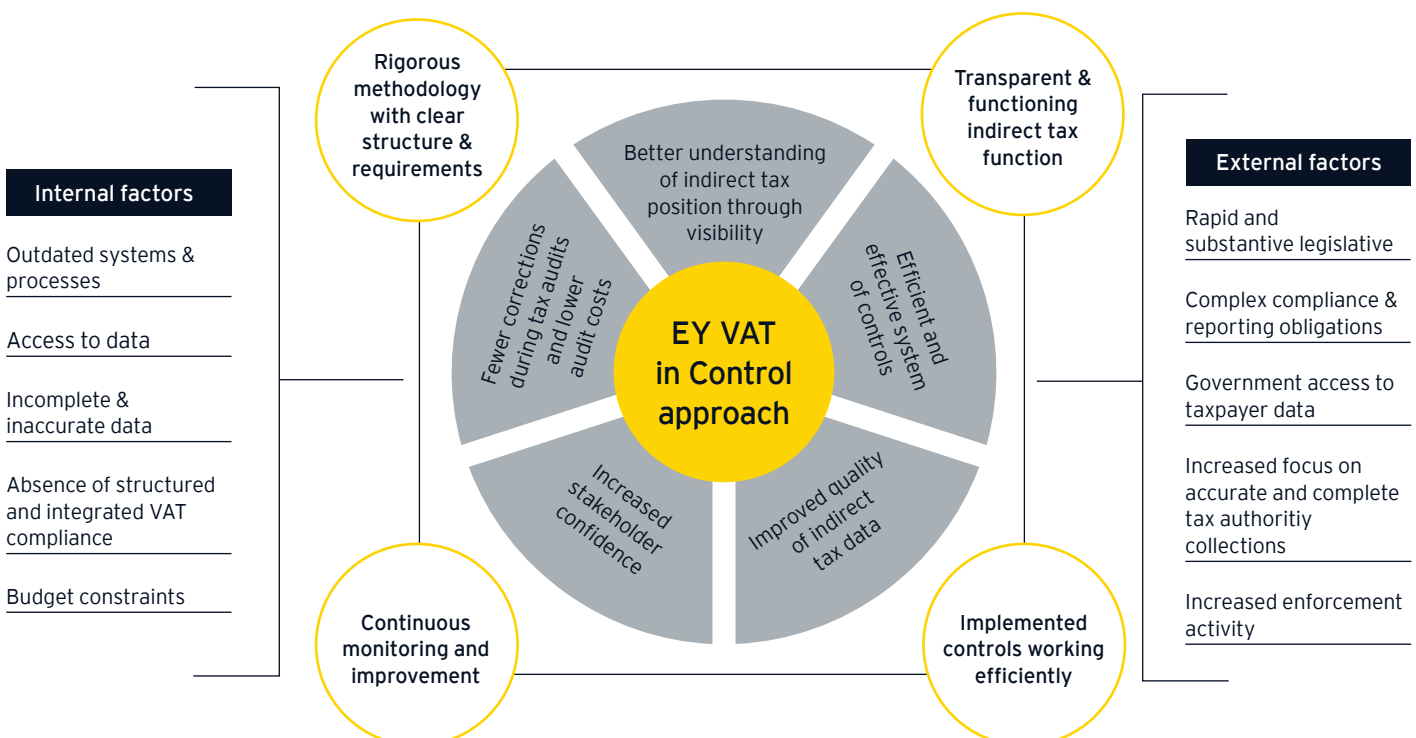 Internal factors
Outdated systems &
processes
Access to data
Incomplete &
inaccurate data
Absence of structured
and integrated VAT
compliance
Budget constraints
Rigorous
methodology
with clear
structure &
requirements
Transparent &
functioning
indirect tax
function
Continuous
monitoring and
improvement
Implemented
controls working
efficiently
Better understanding
of indirect tax
position through
visibility
Efficient and
effective system
of controls
Improved quality
of indirect
tax data
Increased
stakeholder
confidence
Fewer corrections
during tax audits
and lower
audit costs
EY VAT
in Control
approach
External factors
Rapid and
substantive legislative
Complex compliance &
reporting obligations
Government access to
taxpayer data
Increased focus on
accurate and complete
tax authoritiy
collections
Increased enforcement
activity